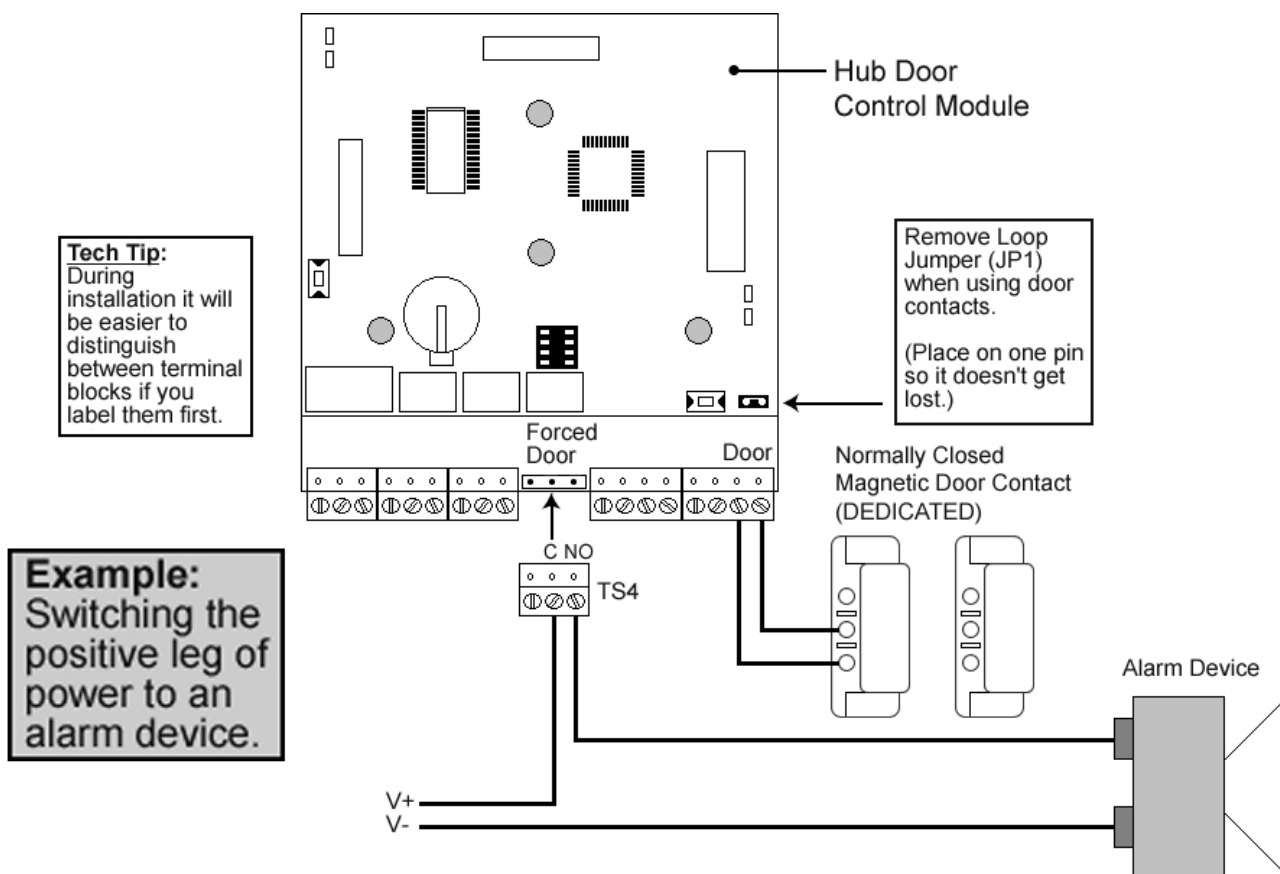 Hub Door
Control Module
Tech Tip:
During
installation it will
be easier to
distinguish
between terminal
blocks if you
label them first.
Remove Loop
Jumper (JP1)
when using door
contacts.
(Place on one pin
so it doesn't get
lost.)
Forced
Door
Door
Normally Closed
Magnetic Door Contact
(DEDICATED)
C NO
TS4
Example:
Switching the
positive leg of
power to an
alarm device.
Alarm Device
V+
V-